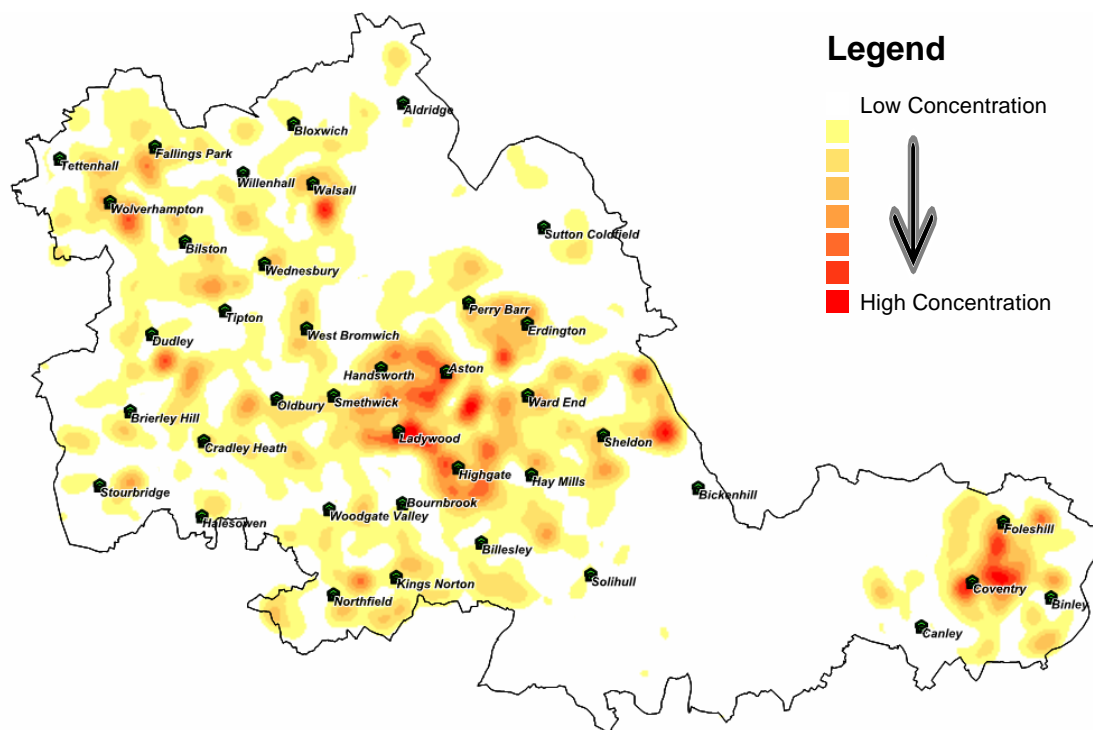 Legend
Low Concentration
High Concentration
Aldridge
Bloxwich
Fallings Park
Tettenhall
Willenhall
Walsall
Wolverhampton
Sutton Coldfield
Bilston
Wednesbury
Perry Barr
Tipton
Erdington
West Bromwich
Dudley
Handsworth
Aston
Oldbury
Smethwick
Ward End
Brierley Hill
Ladywood
Sheldon
Cradley Heath
Highgate
Hay Mills
Stourbridge
Bickenhill
Bournbrook
Woodgate Valley
Halesowen
Foleshill
Billesley
Kings Norton
Solihull
Coventry
Northfield
Binley
Canley